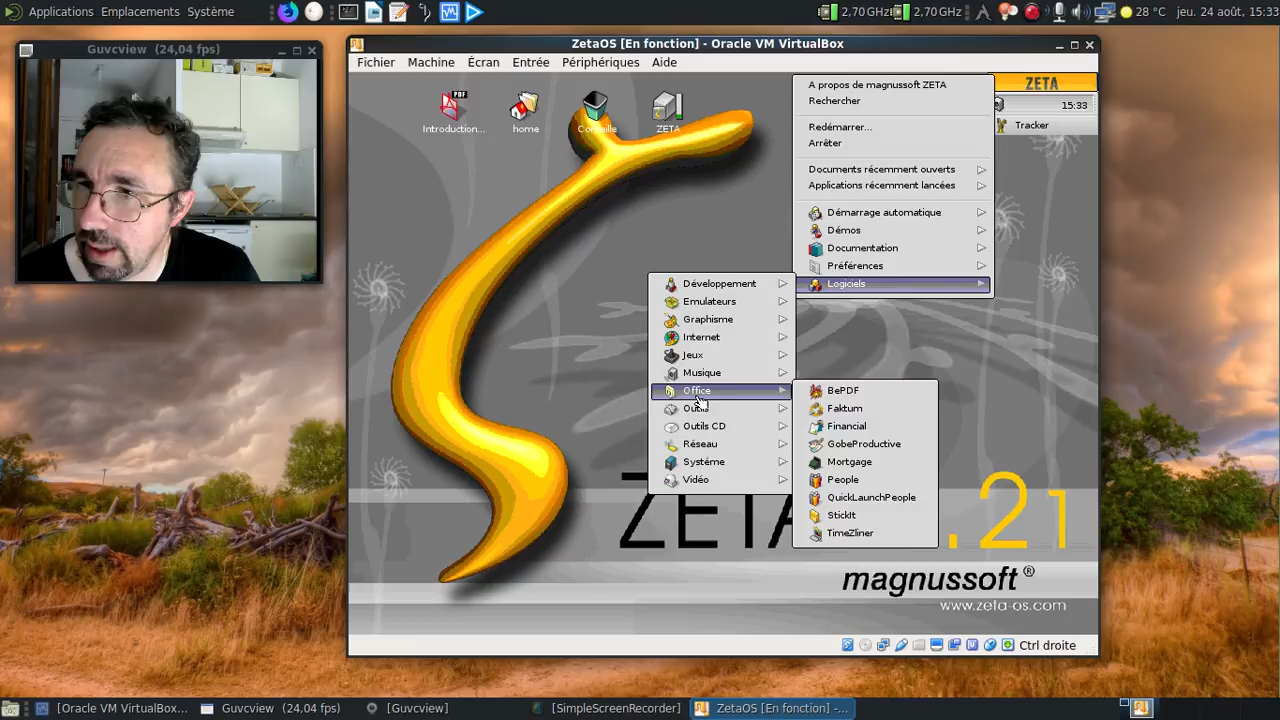 Applications Emplacements Système
2,70 GHz 2,70 GHz 28 °C jeu. 24 août, 15:33
Guvcview (24,04 fps)
ZetaOS [En fonction] - Oracle VM VirtualBox
Fichier Machine Écran Entrée Périphériques Aide
PDF
Introduction...
home
ZETA
A propos de magnussoft ZETA
Rechercher
Redémarrer...
Arrêter
Documents récemment ouverts
Applications récemment lancées
Démarrage automatique
Démos
Documentation
Préférences
Logiciels
ZETA
15:33
Tracker
Développement
Emulateurs
Graphisme
Internet
Jeux
Musique
Office
Outils
Outils CD
Réseau
Systéme
Vidéo
BePDF
Faktum
Financial
GobeProductive
Mortgage
People
QuickLaunchPeople
StickIt
TimeZliner
.21
magnussoft ®
www.zeta-os.com
Ctrl droite
[Oracle VM VirtualBox...
Guvcview (24,04 fps)
[Guvcview]
[SimpleScreenRecorder]
ZetaOS [En fonction] -...